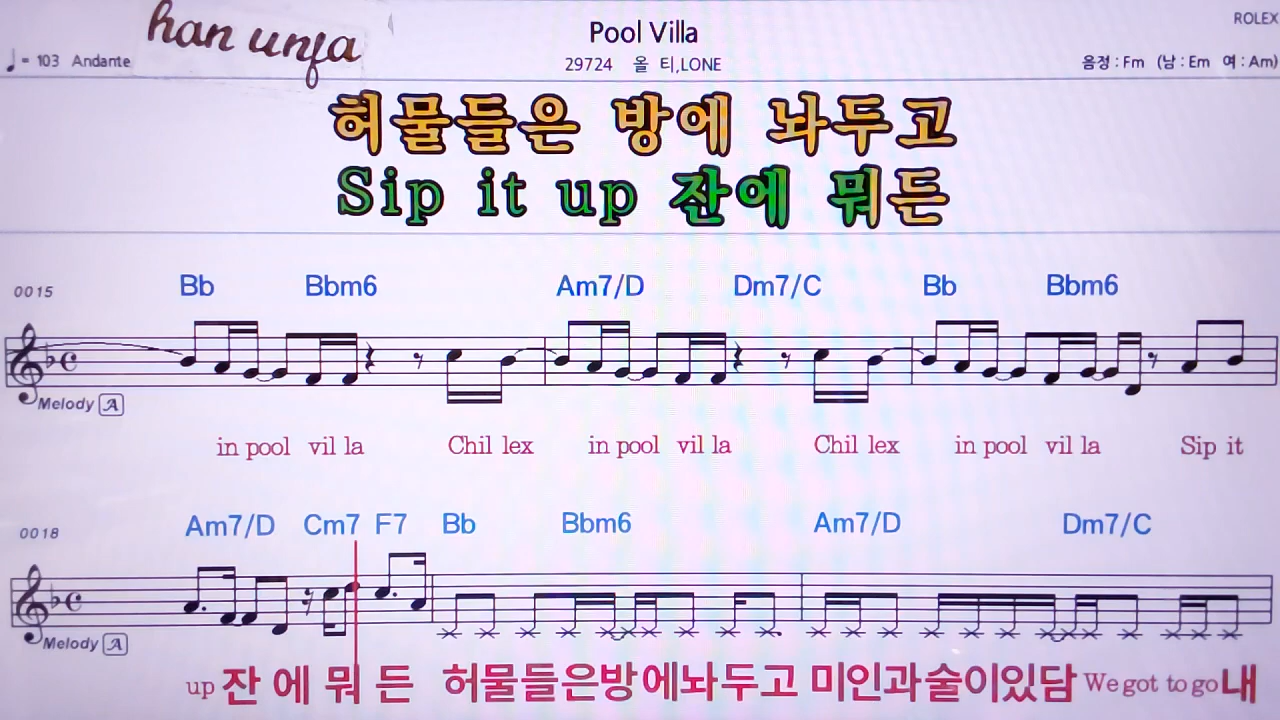 han unfa
Pool Villa
ROLEX
♩= 103 Andante
29724 올 티,LONE
음정 : Fm (남 : Em 여 : Am)
허물들은 방에 놔두고
Sip it up 잔에 뭐든
0015 Bb Bbm6 Am7/D Dm7/C Bb Bbm6
Melody A
in pool vil la Chil lex in pool vil la Chil lex in pool vil la Sip it
0018 Am7/D Cm7 F7 Bb Bbm6 Am7/D Dm7/C
Melody A
up 잔 에 뭐 든 허물들은방에놔두고 미인과술이있담 We got to go 내